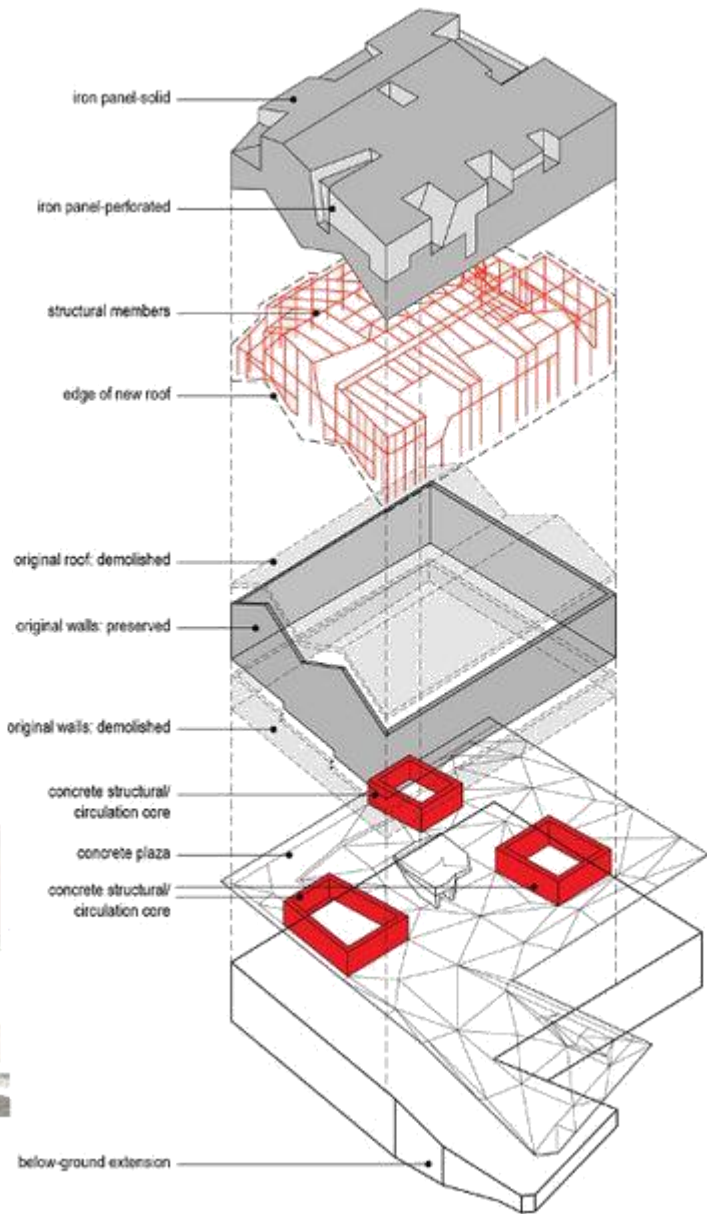 iron panel-solid
iron panel-perforated
structural members
edge of new roof
original roof: demolished
original walls: preserved
original walls: demolished
concrete structural/
circulation core
concrete plaza
concrete structural/
circulation core
below-ground extension